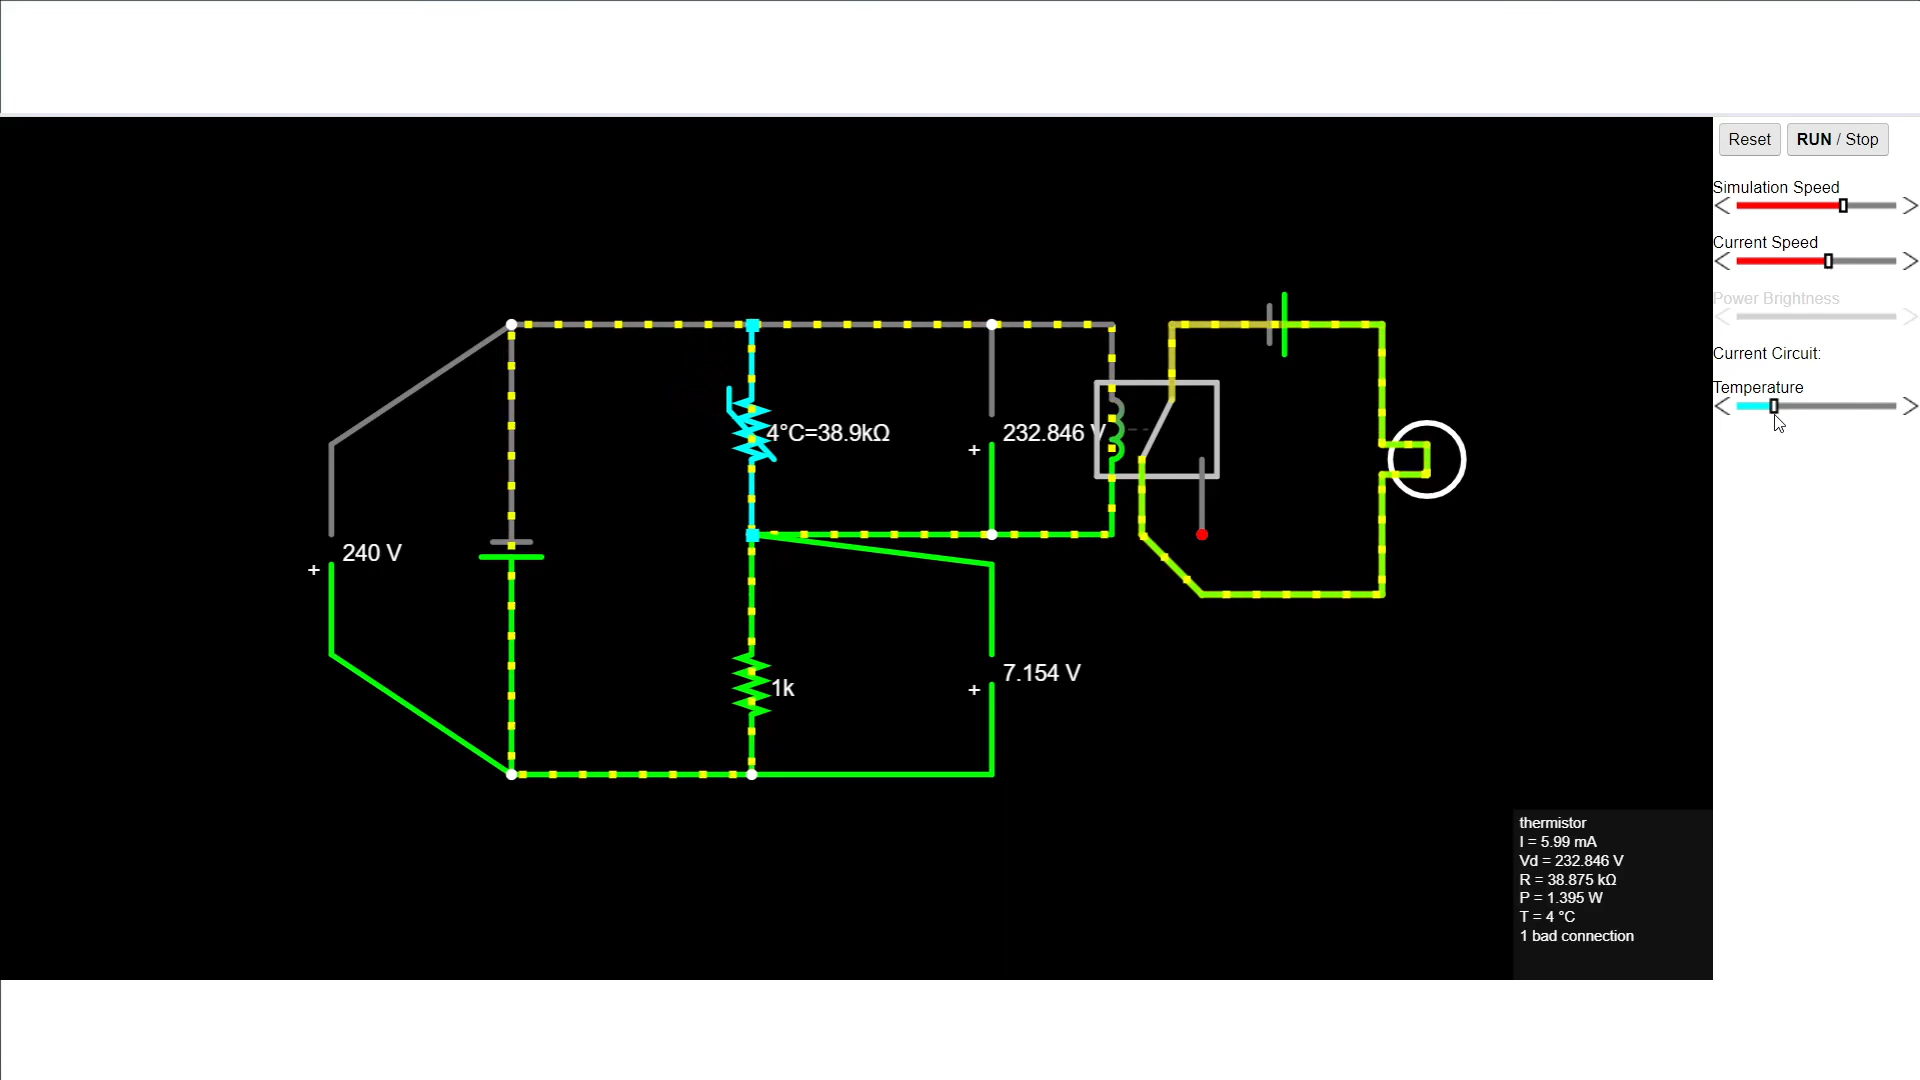 Reset
RUN / Stop
Simulation Speed
Current Speed
Power Brightness
Current Circuit:
Temperature
4°C=38.9kΩ
+
232.846 V
+
240 V
1k
+
7.154 V
thermistor
I = 5.99 mA
Vd = 232.846 V
R = 38.875 kΩ
P = 1.395 W
T = 4 °C
1 bad connection